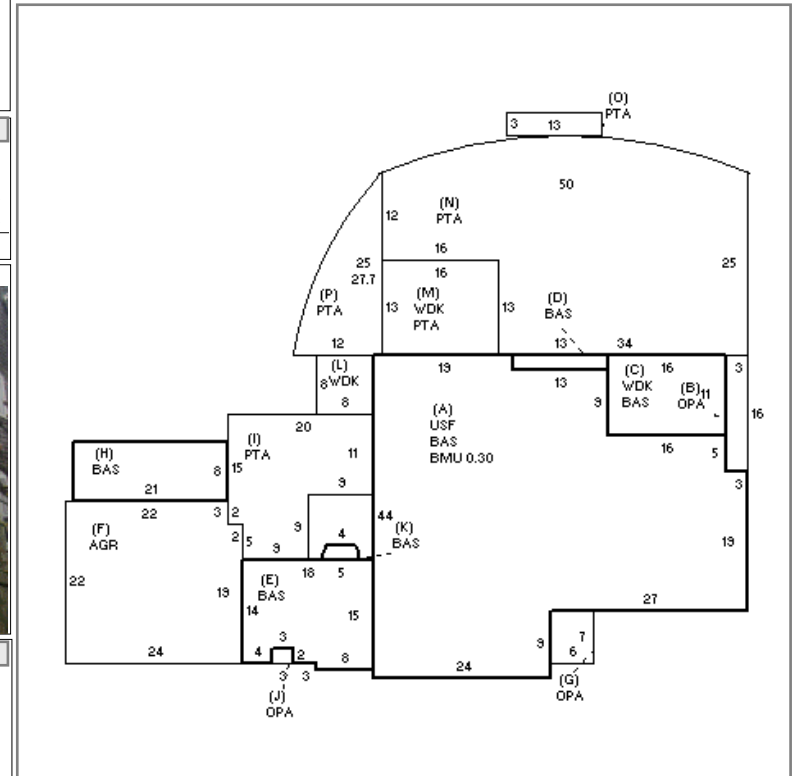 (O)
PTA
3 13
50
(N)
PTA
12
16
25
27.7
16
25
(P)
PTA
13
(M)
WDK
PTA
13
(D)
BAS
12
13 34
(L)
WDK
8
8
19
13
9
(C)
WDK
BAS
16
(B)
OPA
11
3
16
(A)
USF
BAS
BMU 0.30
16
5
3
20
(I)
PTA
11
15
(H)
BAS
8
21
9
22
3
2
2
5
9
9
4
44
(K)
BAS
(F)
AGR
22
19
18 5
(E)
BAS
14
15
19
27
3
4
2
8
3 3
24
(J)
OPA
24
9
7
6
(G)
OPA